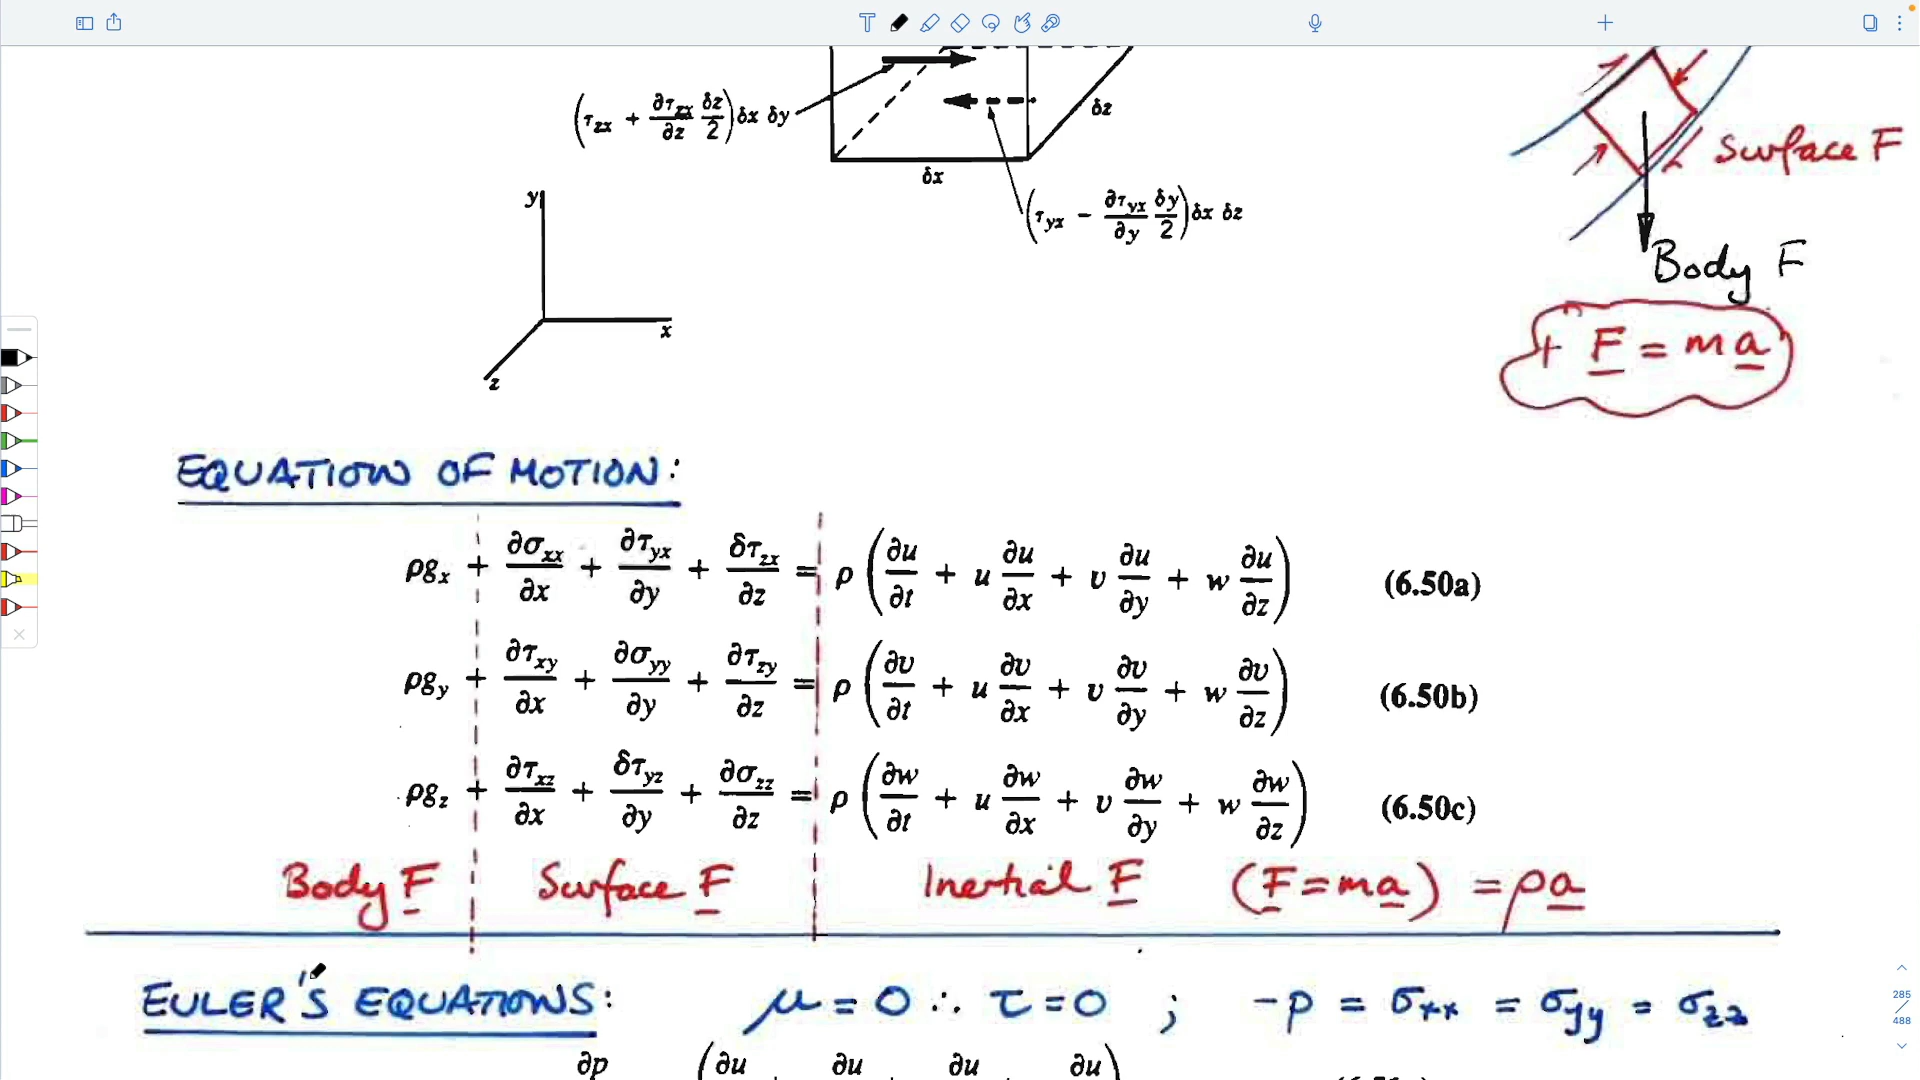 (τzx + ∂τzx/∂z δz/2)δx δy
δz
Surface F
δx
(τyx − ∂τyx/∂y δy/2)δx δz
y
Body F
x
+ F = ma
z
EQUATION OF MOTION:
ρgx + ∂σxx/∂x + ∂τyx/∂y + δτzx/∂z = ρ(∂u/∂t + u ∂u/∂x + v ∂u/∂y + w ∂u/∂z) (6.50a)
ρgy + ∂τxy/∂x + ∂σyy/∂y + ∂τzy/∂z = ρ(∂v/∂t + u ∂v/∂x + v ∂v/∂y + w ∂v/∂z) (6.50b)
ρgz + ∂τxz/∂x + δτyz/∂y + ∂σzz/∂z = ρ(∂w/∂t + u ∂w/∂x + v ∂w/∂y + w ∂w/∂z) (6.50c)
Body F Surface F Inertial F (F=ma) =ρa
EULER'S EQUATIONS: μ = 0 ∴ τ = 0 ; -p = σxx = σyy = σzz
285
488
∂p (∂u ∂u ∂u ∂u)